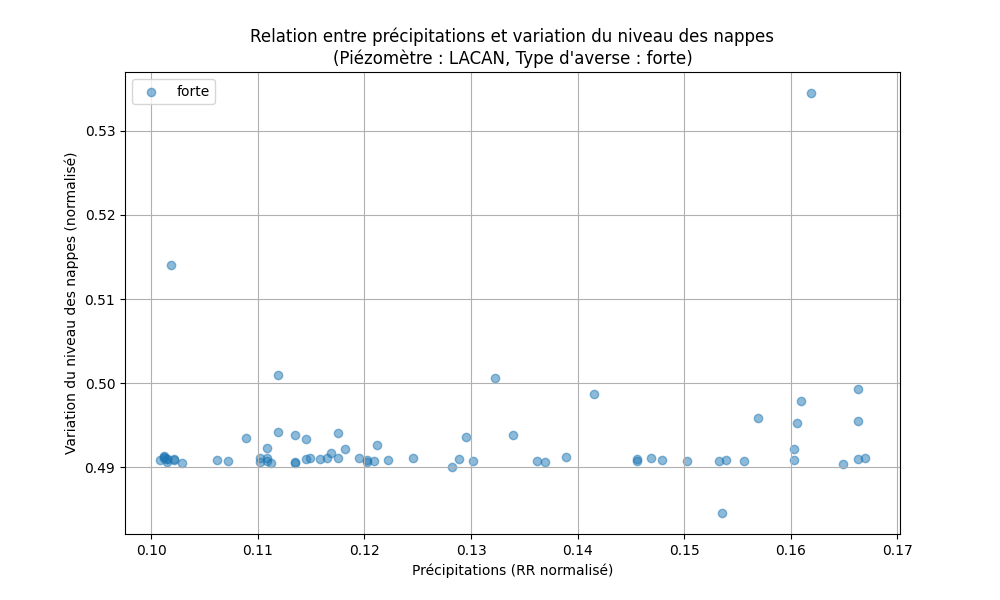 Relation entre précipitations et variation du niveau des nappes
(Piézomètre : LACAN, Type d'averse : forte)
forte
Variation du niveau des nappes (normalisé)
0.53
0.52
0.51
0.50
0.49
0.10 0.11 0.12 0.13 0.14 0.15 0.16 0.17
Précipitations (RR normalisé)